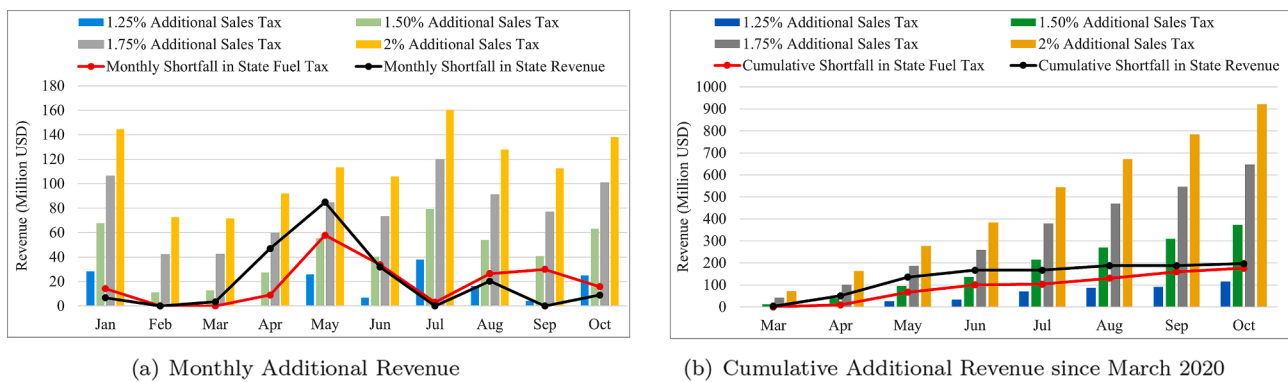 1.25% Additional Sales Tax
1.50% Additional Sales Tax
1.75% Additional Sales Tax
2% Additional Sales Tax
Monthly Shortfall in State Fuel Tax
Monthly Shortfall in State Revenue
Revenue (Million USD)
180
160
140
120
100
80
60
40
20
0
Jan Feb Mar Apr May Jun Jul Aug Sep Oct
(a) Monthly Additional Revenue
1.25% Additional Sales Tax
1.50% Additional Sales Tax
1.75% Additional Sales Tax
2% Additional Sales Tax
Cumulative Shortfall in State Fuel Tax
Cumulative Shortfall in State Revenue
Revenue (Million USD)
1000
900
800
700
600
500
400
300
200
100
0
Mar Apr May Jun Jul Aug Sep Oct
(b) Cumulative Additional Revenue since March 2020